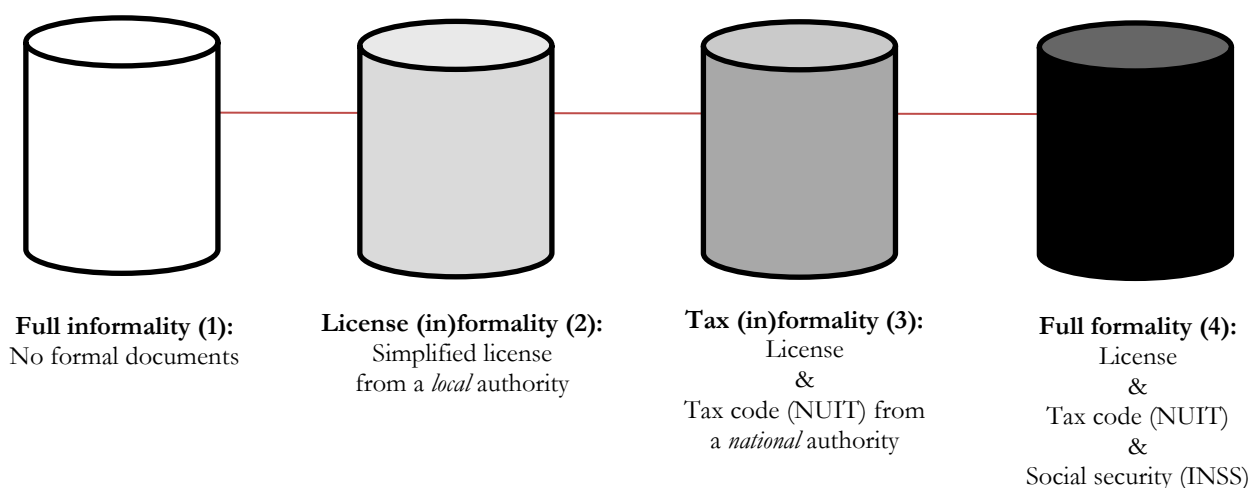 Full informality (1):
No formal documents
License (in)formality (2):
Simplified license
from a local authority
Tax (in)formality (3):
License
&
Tax code (NUIT) from
a national authority
Full formality (4):
License
&
Tax code (NUIT)
&
Social security (INSS)